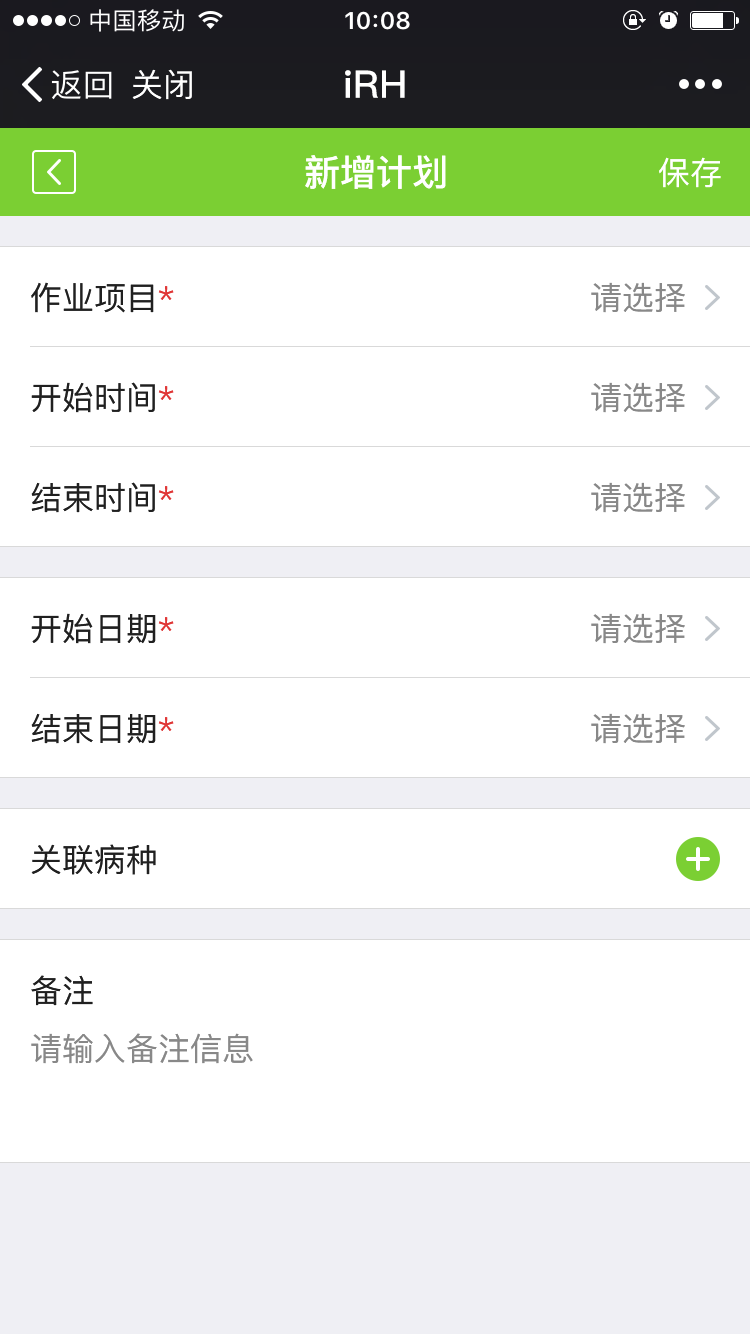 中国移动 10:08
返回 关闭 iRH
新增计划 保存
作业项目* 请选择
开始时间* 请选择
结束时间* 请选择
开始日期* 请选择
结束日期* 请选择
关联病种
备注
请输入备注信息